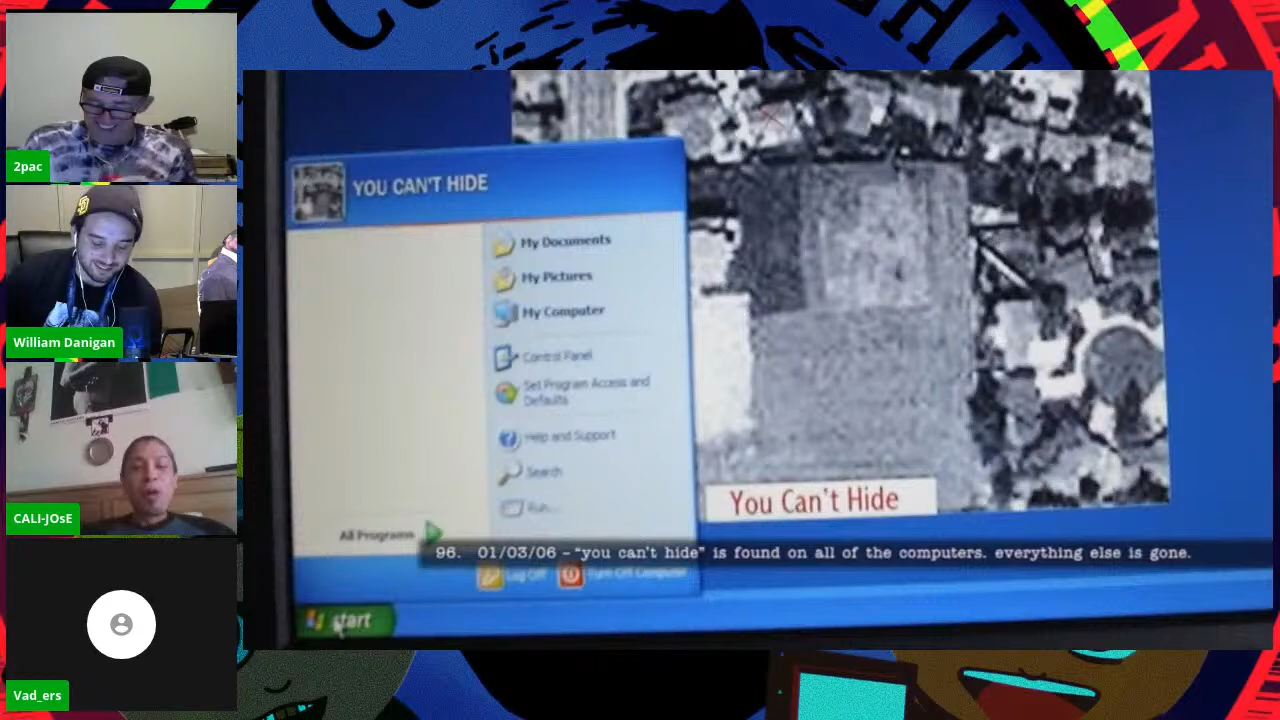 2pac
William Danigan
CALI-JOsE
Vad_ers
YOU CAN'T HIDE
My Documents
My Pictures
My Computer
Control Panel
Set Program Access and
Defaults
Help and Support
Search
Run...
All Programs
Log Off
Turn Off Computer
start
You Can't Hide
96. 01/03/06 – "you can't hide" is found on all of the computers. everything else is gone.